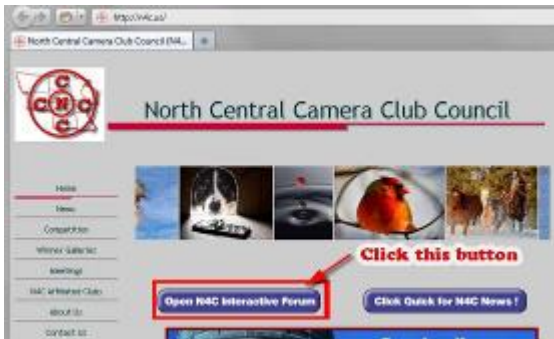 http://n4c.us/
North Central Camera Club Council (N4...
C
C N C
C
North Central Camera Club Council
Home
News
Competition
Winner Galleries
Meetings
N4C Affiliated Clubs
About Us
Contact Us
Click this button
Open N4C Interactive Forum
Click Quick for N4C News !